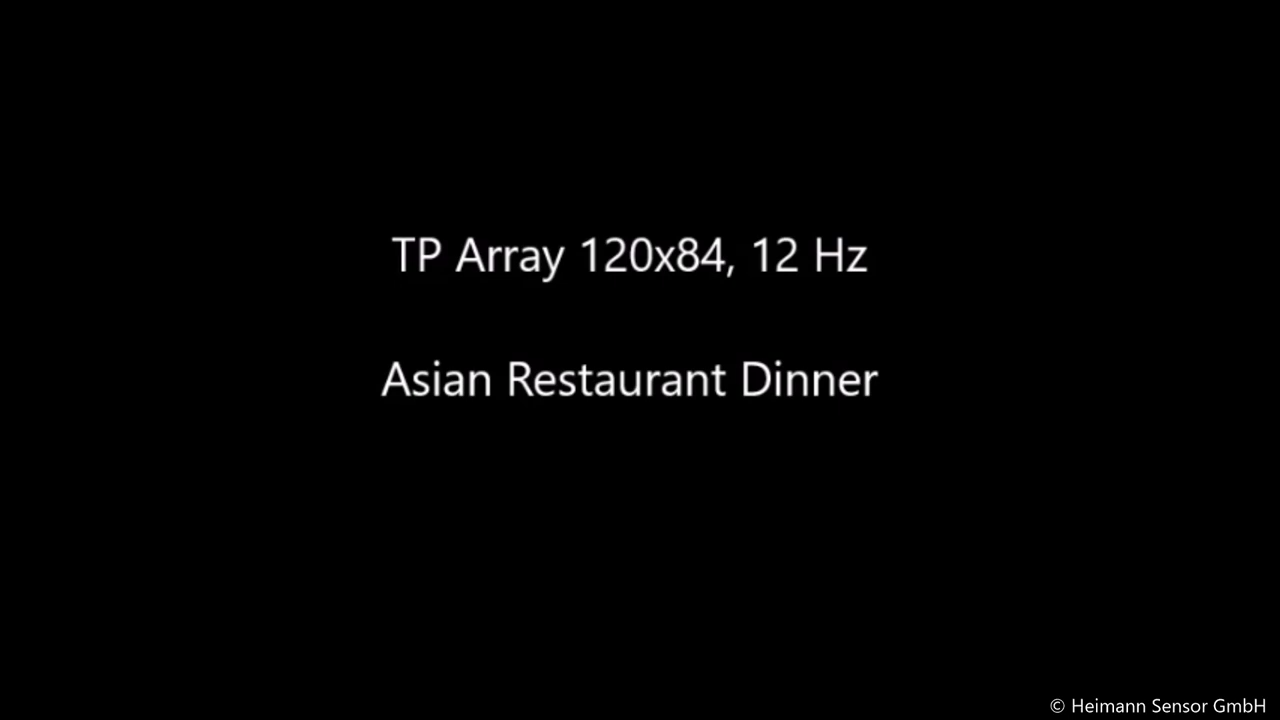 TP Array 120x84, 12 Hz
Asian Restaurant Dinner
© Heimann Sensor GmbH